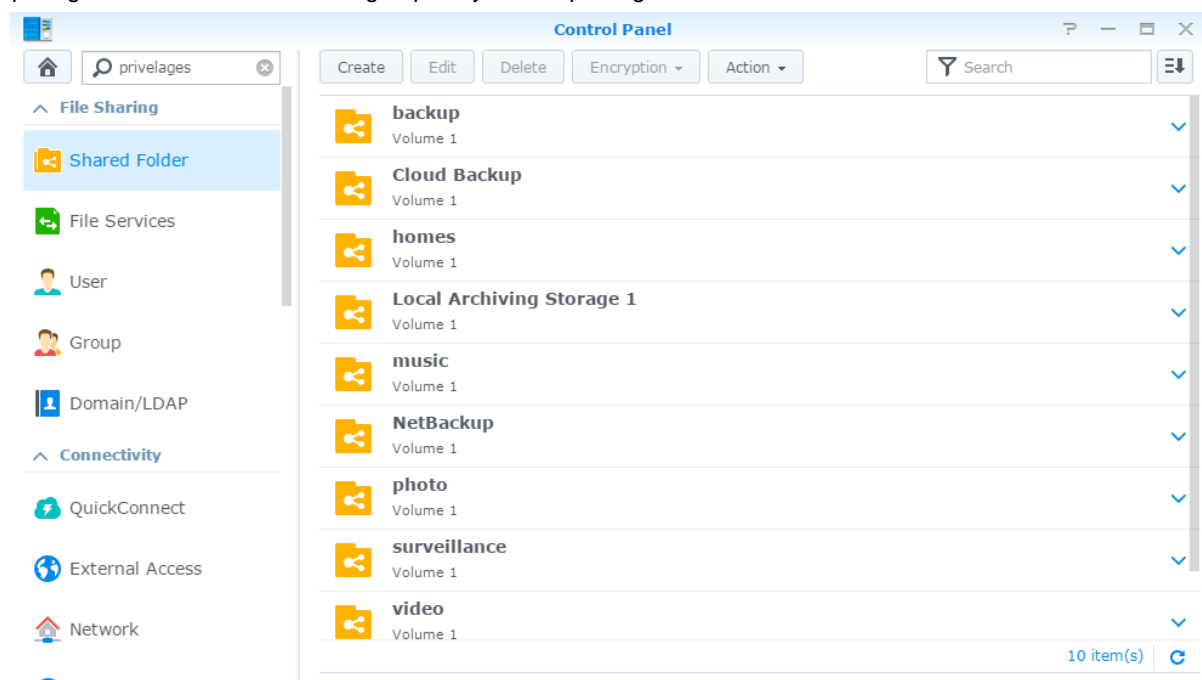 Control Panel
privelages
Create Edit Delete Encryption Action Search
File Sharing
Shared Folder
File Services
User
Group
Domain/LDAP
Connectivity
QuickConnect
External Access
Network
backup
Volume 1
Cloud Backup
Volume 1
homes
Volume 1
Local Archiving Storage 1
Volume 1
music
Volume 1
NetBackup
Volume 1
photo
Volume 1
surveillance
Volume 1
video
Volume 1
10 item(s)